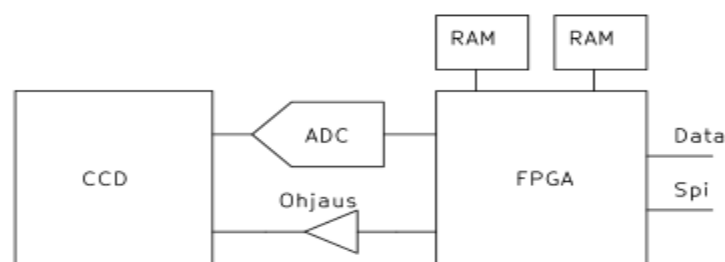 RAM
RAM
ADC
Data
CCD
FPGA
Spi
Ohjaus